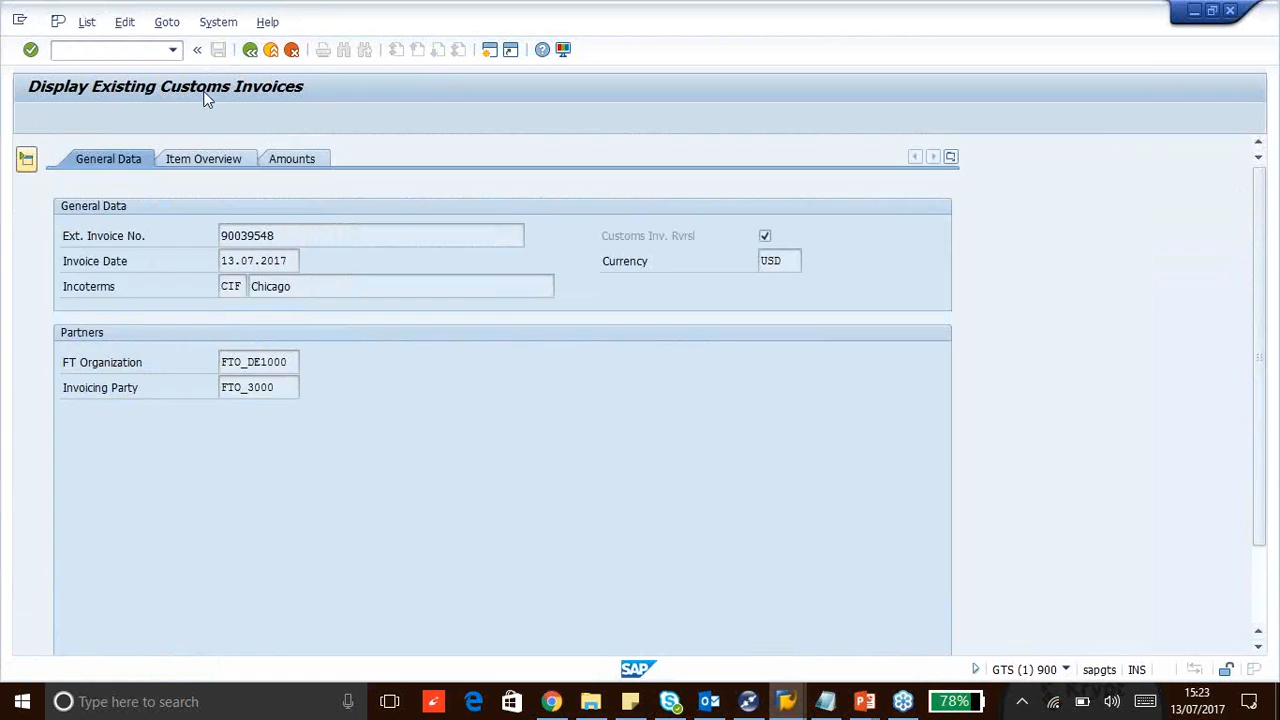 List Edit Goto System Help
Display Existing Customs Invoices
General Data Item Overview Amounts
General Data
Ext. Invoice No. 90039548 Customs Inv. Rvrsl
Invoice Date 13.07.2017 Currency USD
Incoterms CIF Chicago
Partners
FT Organization FTO_DE1000
Invoicing Party FTO_3000
SAP GTS (1) 900 sapgts INS
Type here to search 78% 15:23
13/07/2017